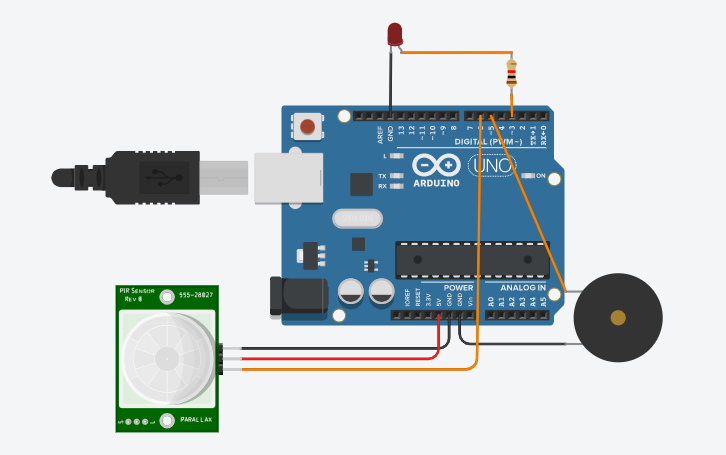 AREF
GND
13
12
~11
~10
~9
8
7
6
~5
4
~3
2
TX→1
RX←0
DIGITAL (PWM~)
L
TX
RX
ARDUINO
UNO
ON
PIR SENSOR
REV B
555-28027
PARALLAX
POWER
ANALOG IN
IOREF
RESET
3.3V
5V
GND
GND
Vin
A0
A1
A2
A3
A4
A5